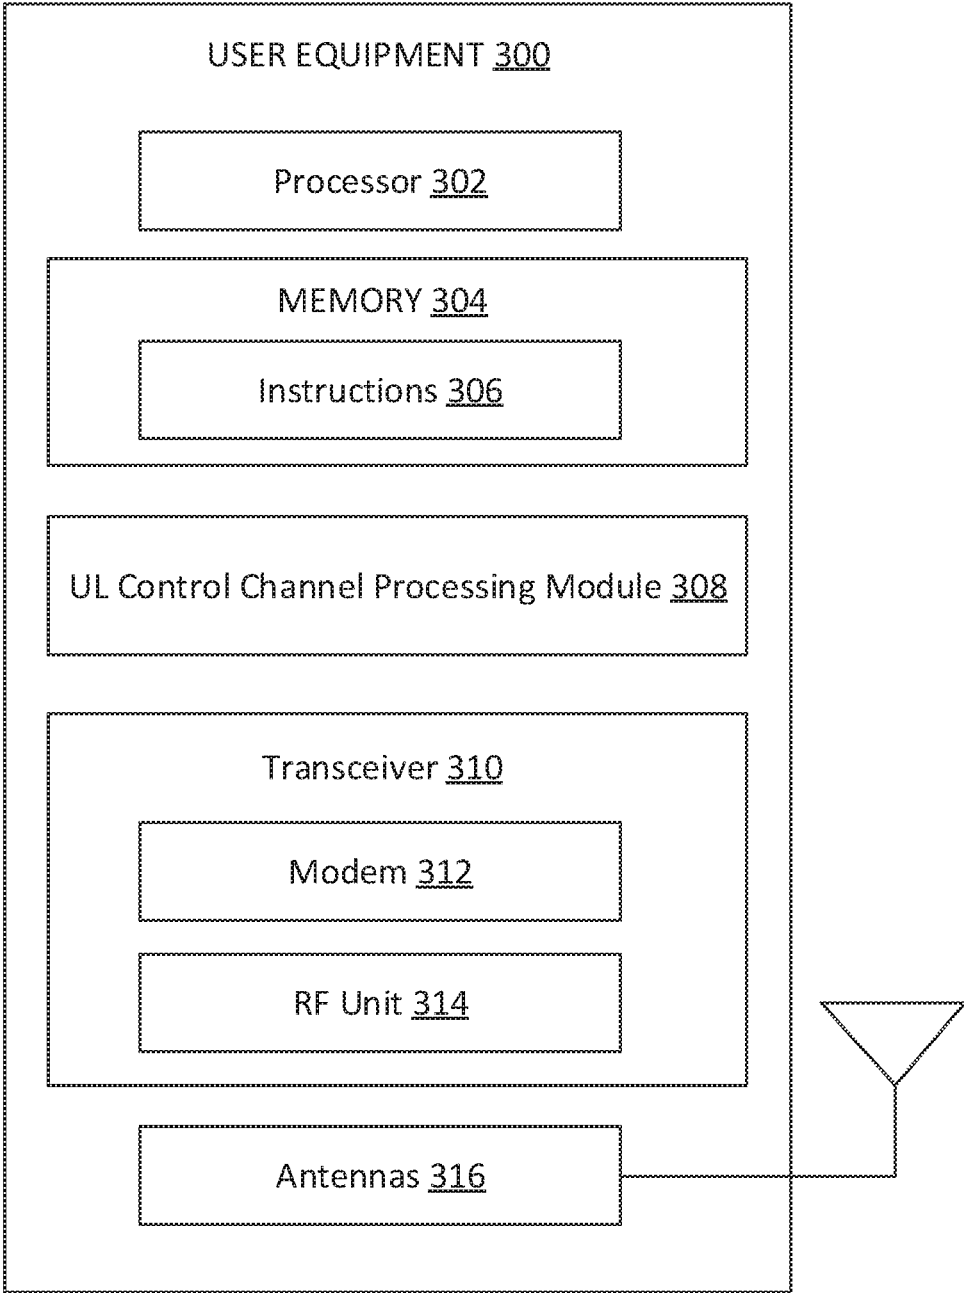 USER EQUIPMENT 300
Processor 302
MEMORY 304
Instructions 306
UL Control Channel Processing Module 308
Transceiver 310
Modem 312
RF Unit 314
Antennas 316